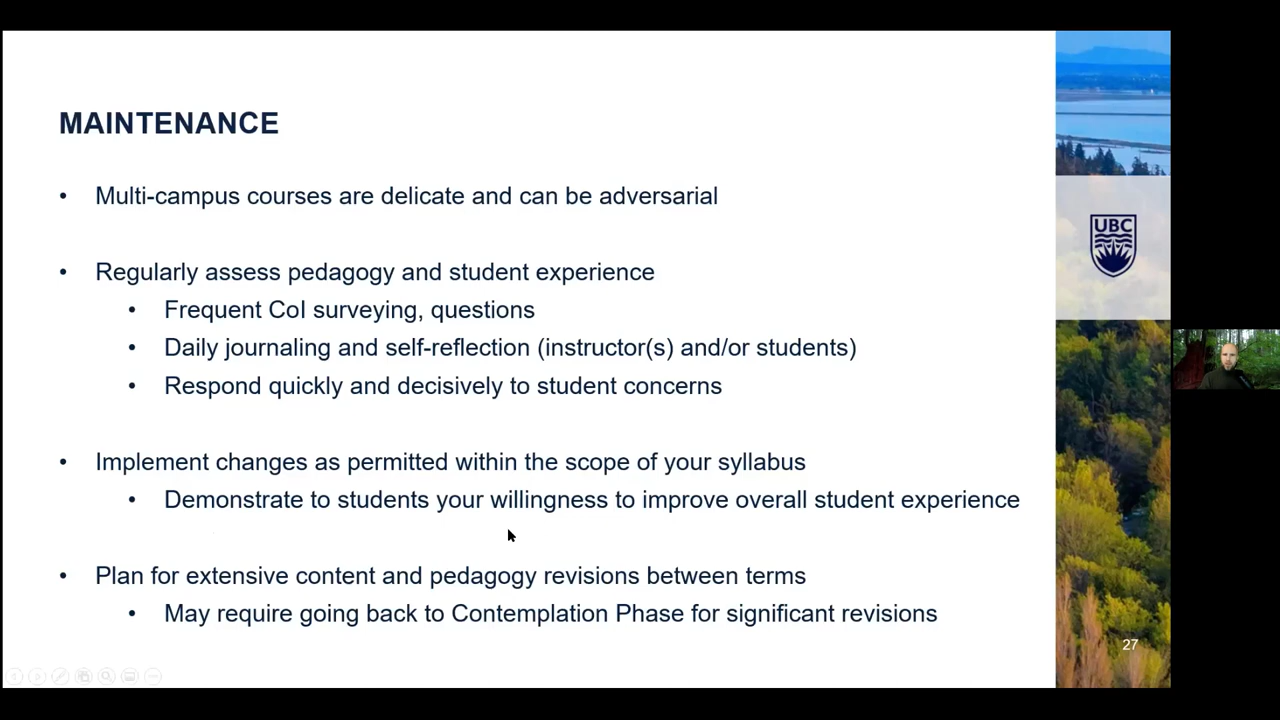 MAINTENANCE
• Multi-campus courses are delicate and can be adversarial
• Regularly assess pedagogy and student experience
• Frequent CoI surveying, questions
• Daily journaling and self-reflection (instructor(s) and/or students)
• Respond quickly and decisively to student concerns
• Implement changes as permitted within the scope of your syllabus
• Demonstrate to students your willingness to improve overall student experience
• Plan for extensive content and pedagogy revisions between terms
• May require going back to Contemplation Phase for significant revisions
UBC
27